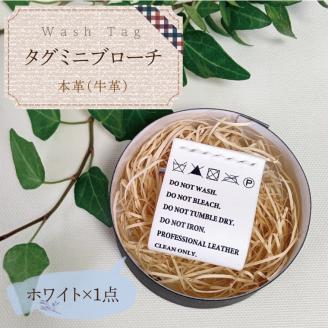 Wash Tag
タグミニブローチ
本革(牛革)
DO NOT WASH.
DO NOT BLEACH.
DO NOT TUMBLE DRY.
DO NOT IRON.
PROFESSIONAL LEATHER
CLEAN ONLY.
ホワイト×1点